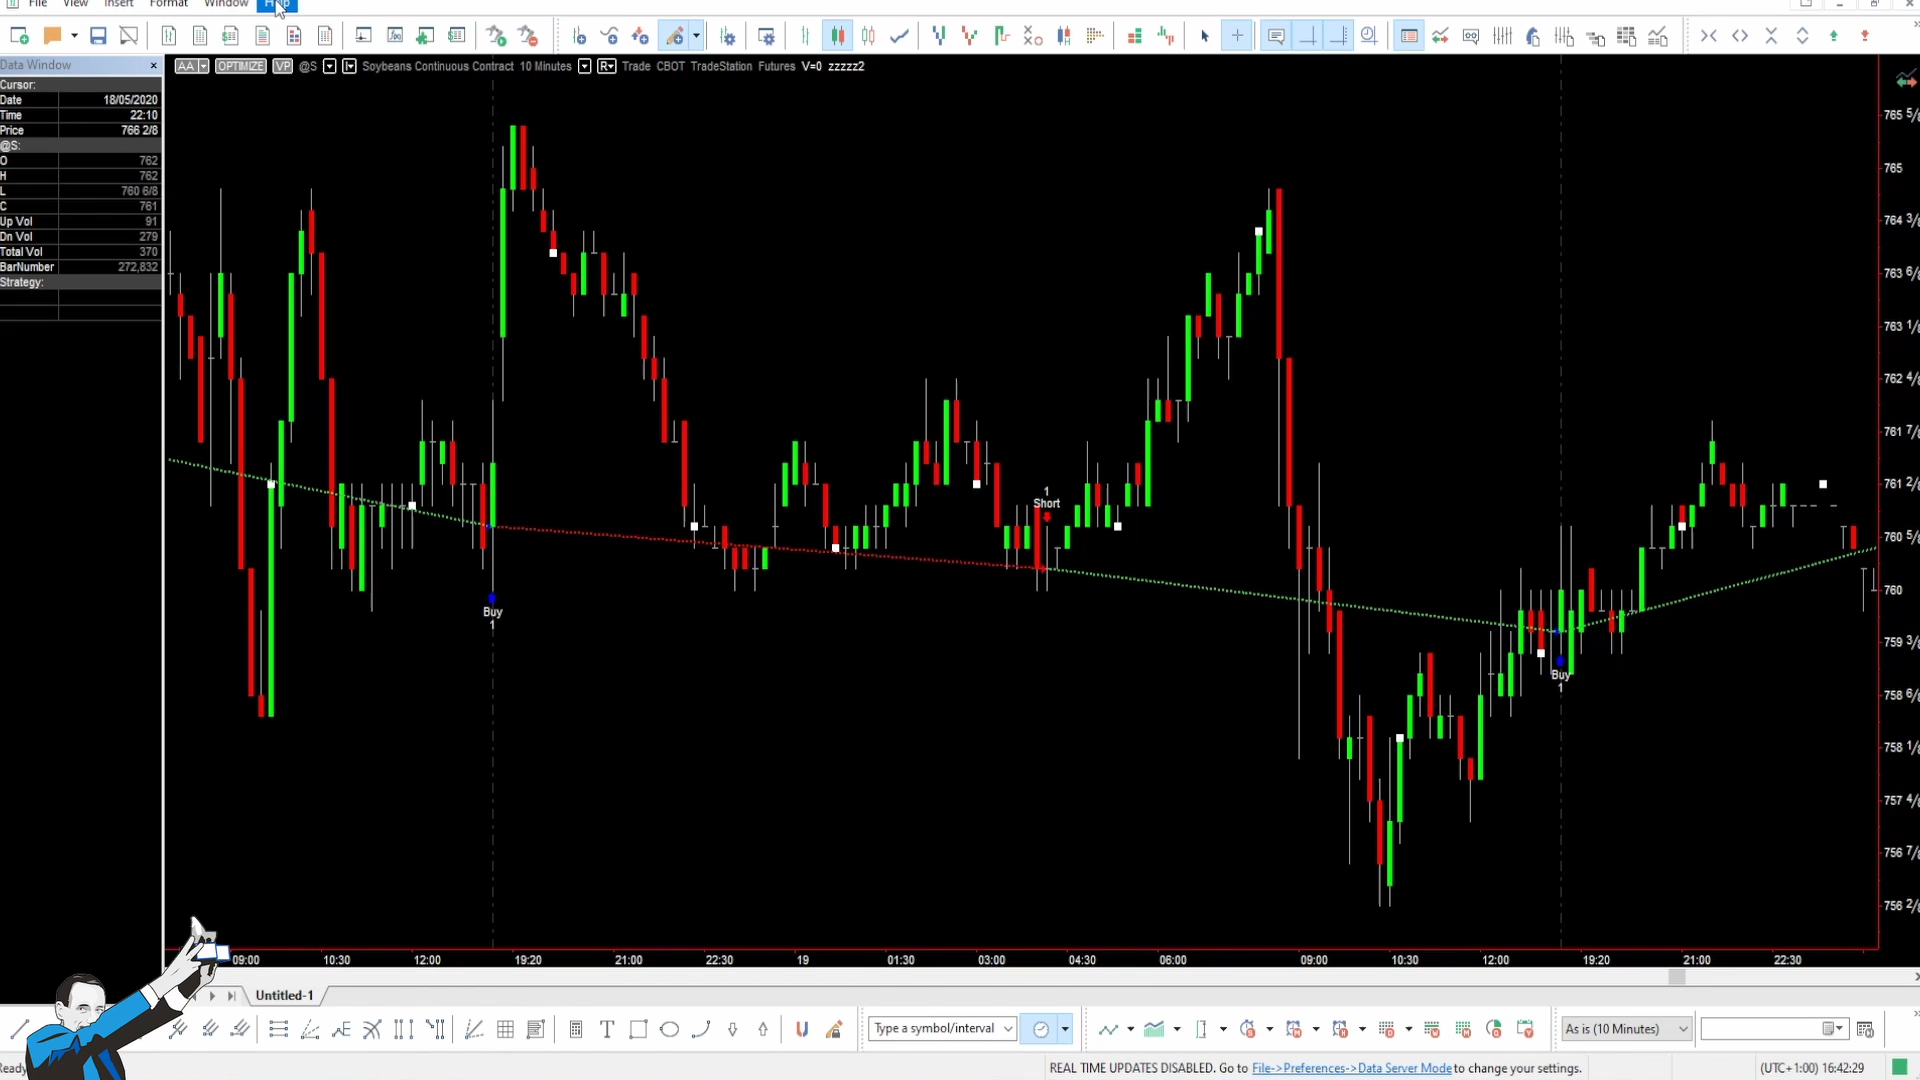 File View Insert Format Window Help
Data Window
AA OPTIMIZE VP @S Soybeans Continuous Contract 10 Minutes R Trade CBOT TradeStation Futures V=0 zzzzz2
Cursor:
Date 18/05/2020
Time 22:10
Price 766 2/8
@S:
O 762
H 762
L 760 6/8
C 761
Up Vol 91
Dn Vol 279
Total Vol 370
BarNumber 272,832
Strategy:
765 5/
765
764 3/
763 6/
763 1/
762 4/
761 7/
761 2/
760 5/
760
759 3/
758 6/
758 1/
757 4/
756 7/
756 2/
1
Short
Buy
1
Buy
1
09:00 10:30 12:00 19:20 21:00 22:30 19 01:30 03:00 04:30 06:00 09:00 10:30 12:00 19:20 21:00 22:30
Untitled-1
Type a symbol/interval
As is (10 Minutes)
Ready
REAL TIME UPDATES DISABLED. Go to File->Preferences->Data Server Mode to change your settings.
(UTC+1:00) 16:42:29